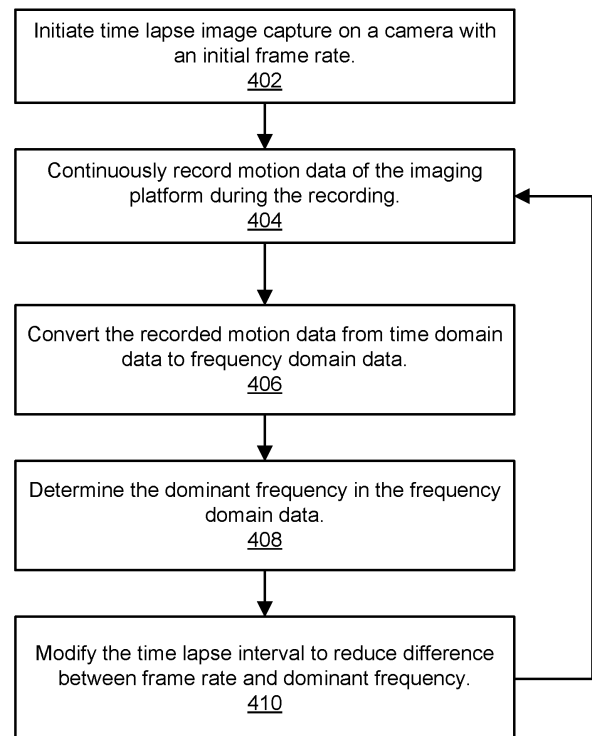 Initiate time lapse image capture on a camera with
an initial frame rate.
402
Continuously record motion data of the imaging
platform during the recording.
404
Convert the recorded motion data from time domain
data to frequency domain data.
406
Determine the dominant frequency in the frequency
domain data.
408
Modify the time lapse interval to reduce difference
between frame rate and dominant frequency.
410